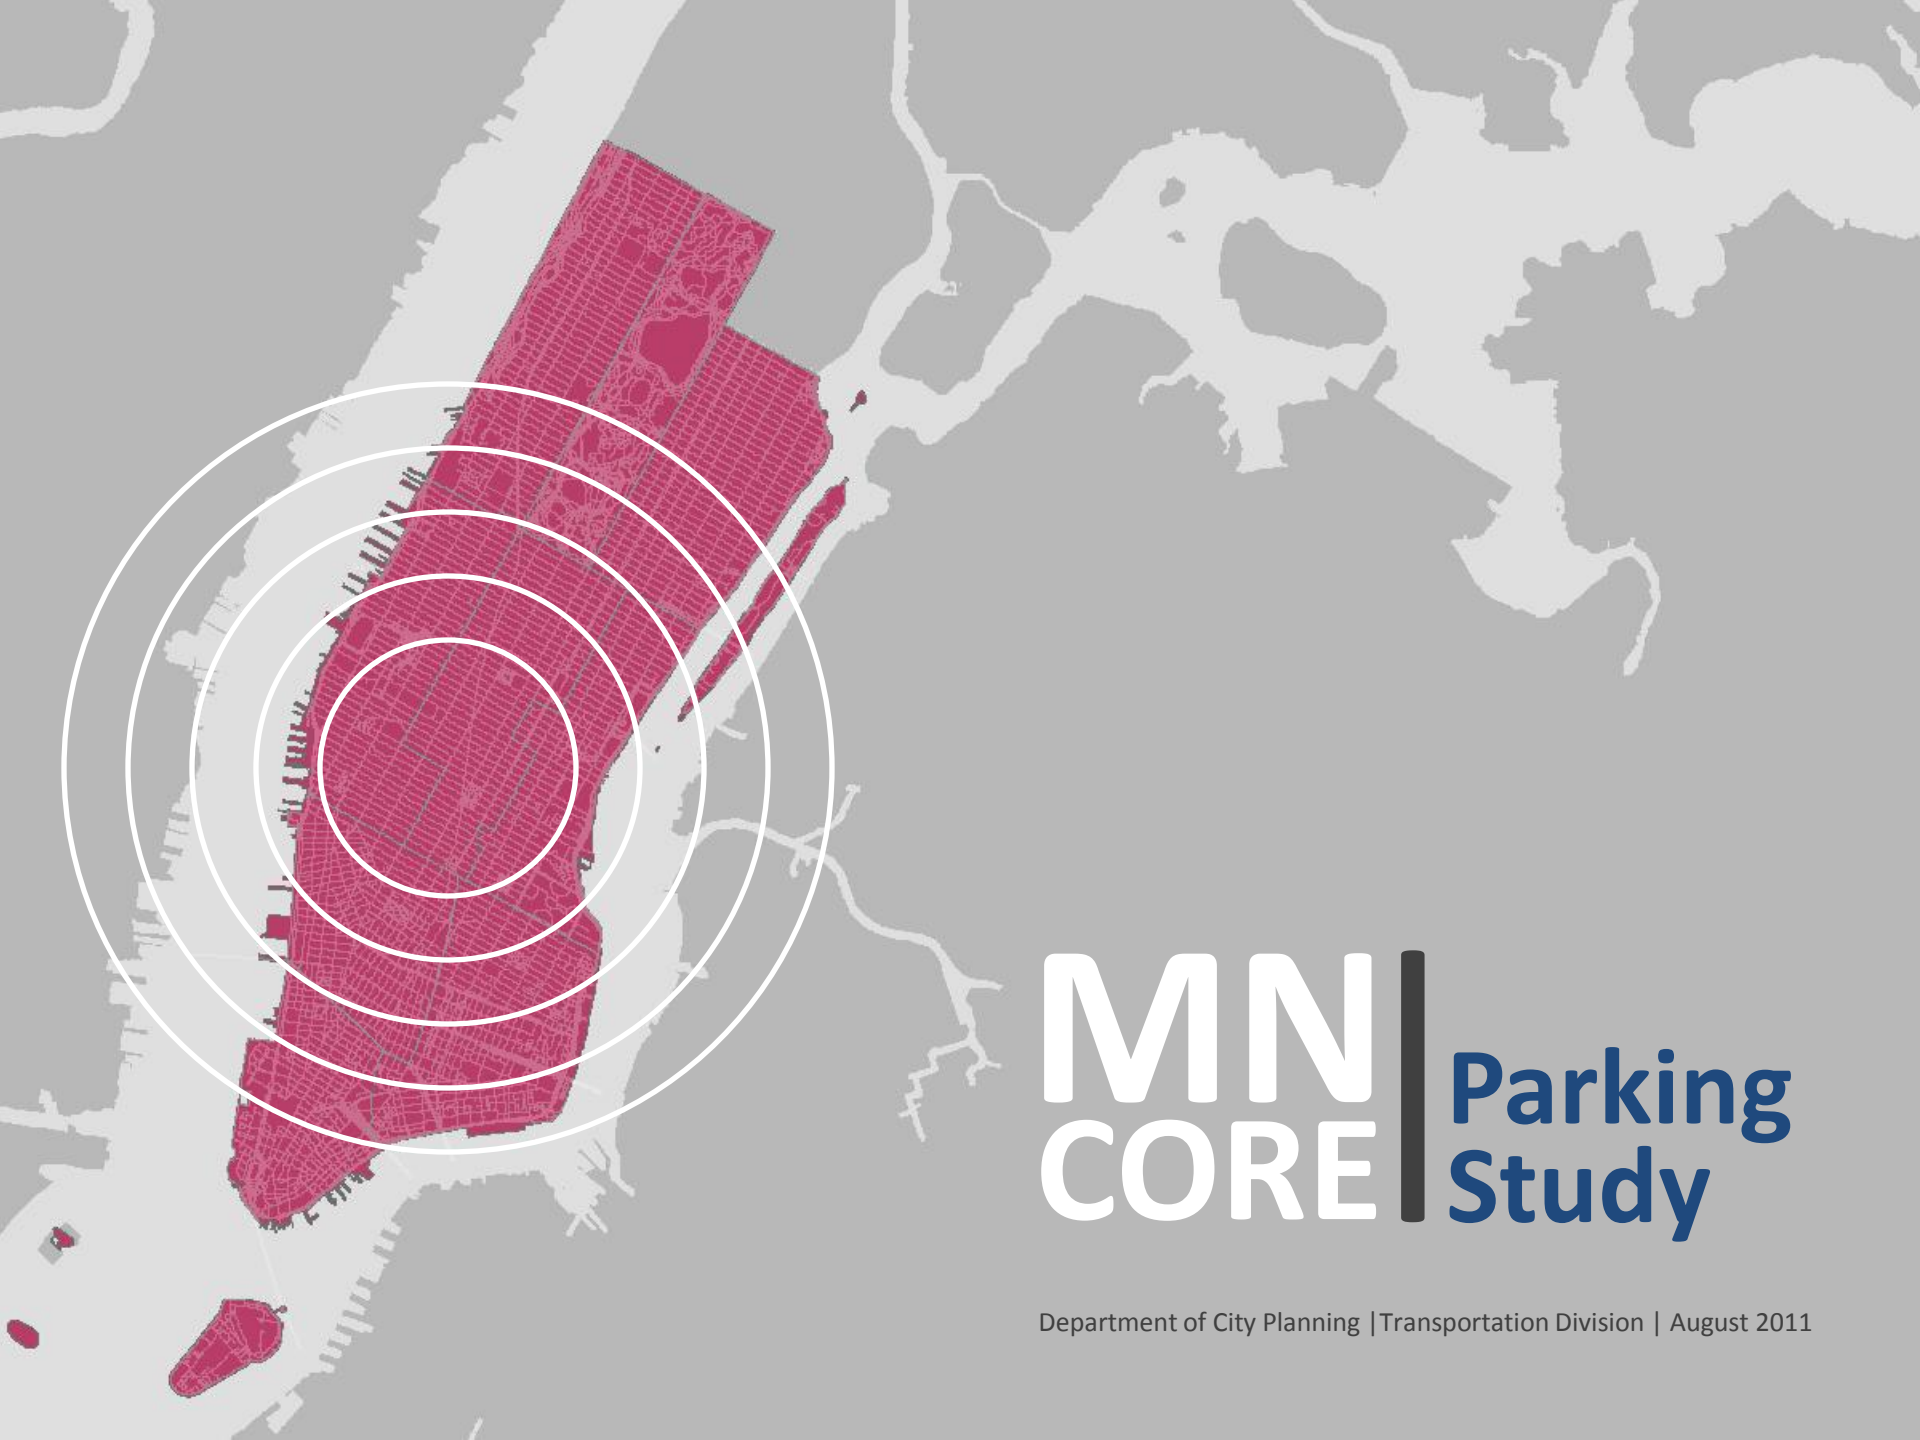 MN
CORE
Parking
Study
Department of City Planning |Transportation Division | August 2011